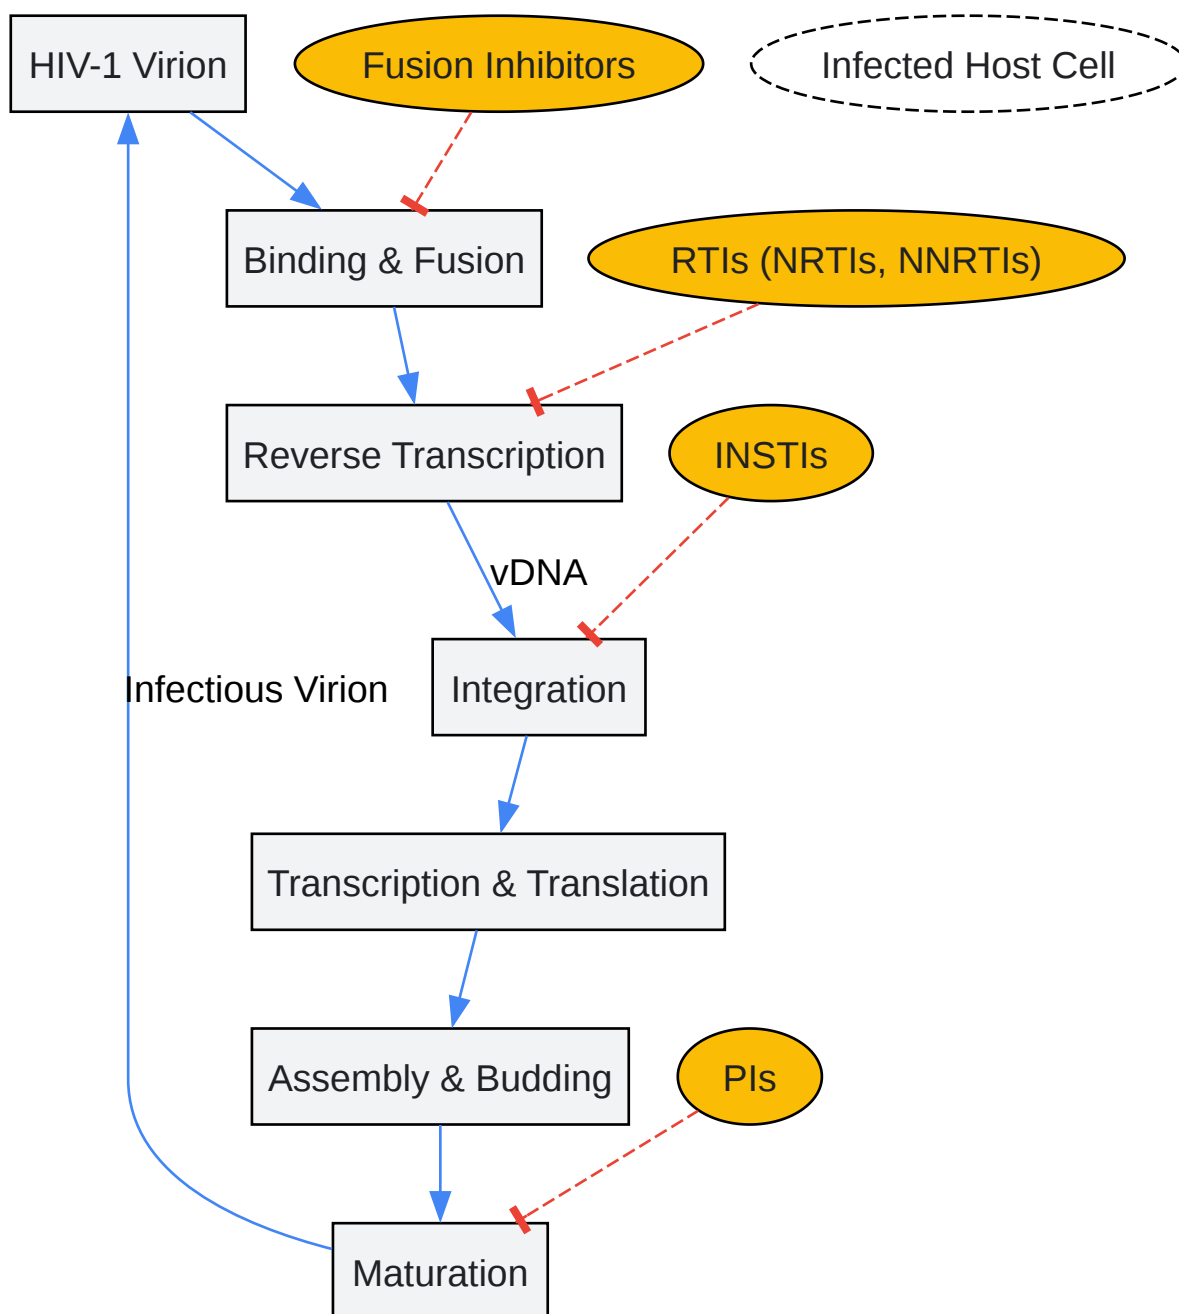 HIV-1 Virion
Fusion Inhibitors
Infected Host Cell
Binding & Fusion
RTIs (NRTIs, NNRTIs)
Reverse Transcription
INSTIs
vDNA
Infectious Virion
Integration
Transcription & Translation
Assembly & Budding
PIs
Maturation